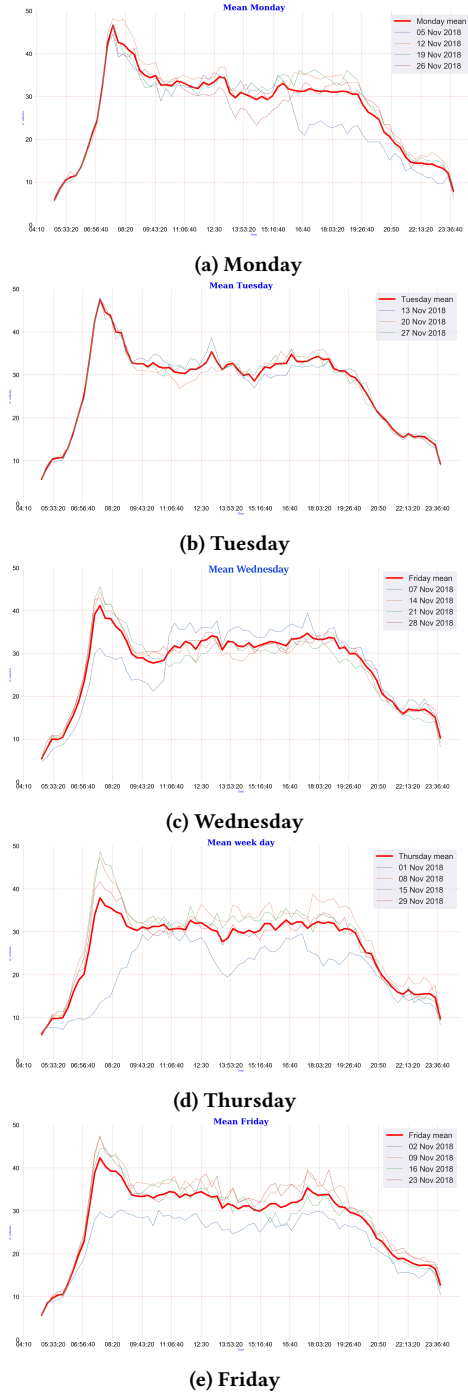 Mean Monday
50
40
30
20
10
0
Monday mean
05 Nov 2018
12 Nov 2018
19 Nov 2018
26 Nov 2018
04:10 05:33:20 06:56:40 08:20 09:43:20 11:06:40 12:30 13:53:20 15:16:40 16:40 18:03:20 19:26:40 20:50 22:13:20 23:36:40
Time
(a) Monday
Mean Tuesday
50
40
30
20
10
0
Tuesday mean
13 Nov 2018
20 Nov 2018
27 Nov 2018
04:10 05:33:20 06:56:40 08:20 09:43:20 11:06:40 12:30 13:53:20 15:16:40 16:40 18:03:20 19:26:40 20:50 22:13:20 23:36:40
Time
(b) Tuesday
Mean Wednesday
50
40
30
20
10
0
Friday mean
07 Nov 2018
14 Nov 2018
21 Nov 2018
28 Nov 2018
04:10 05:33:20 06:56:40 08:20 09:43:20 11:06:40 12:30 13:53:20 15:16:40 16:40 18:03:20 19:26:40 20:50 22:13:20 23:36:40
Time
(c) Wednesday
Mean week day
50
40
30
20
10
0
Thursday mean
01 Nov 2018
08 Nov 2018
15 Nov 2018
29 Nov 2018
04:10 05:33:20 06:56:40 08:20 09:43:20 11:06:40 12:30 13:53:20 15:16:40 16:40 18:03:20 19:26:40 20:50 22:13:20 23:36:40
Time
(d) Thursday
Mean Friday
50
40
30
20
10
0
Friday mean
02 Nov 2018
09 Nov 2018
16 Nov 2018
23 Nov 2018
04:10 05:33:20 06:56:40 08:20 09:43:20 11:06:40 12:30 13:53:20 15:16:40 16:40 18:03:20 19:26:40 20:50 22:13:20 23:36:40
Time
(e) Friday